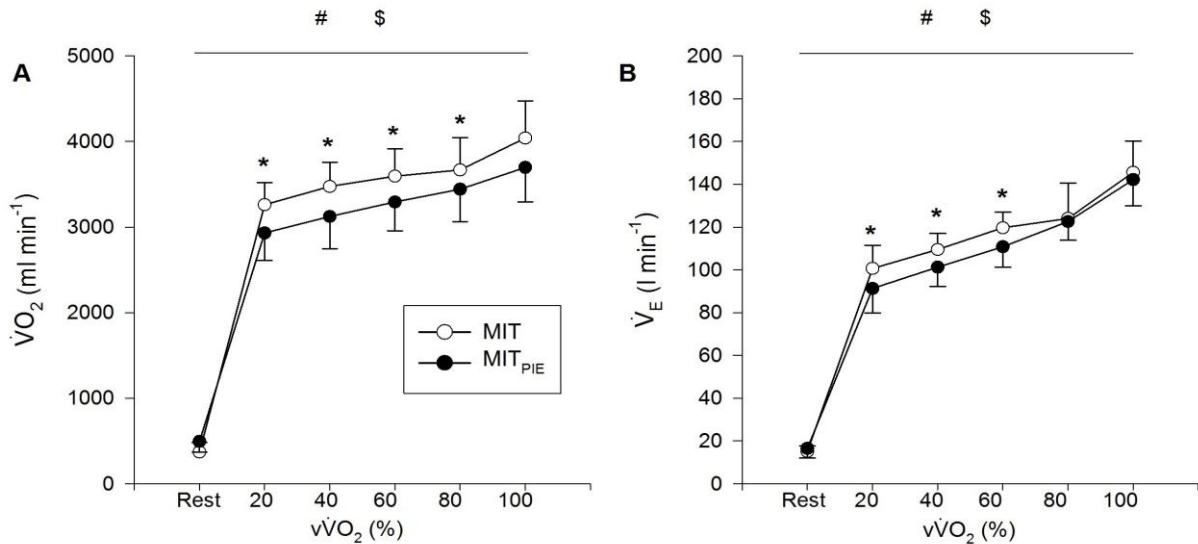 # $
A
5000
4000
3000
2000
1000
0
V̇O₂ (ml min⁻¹)
* * * *
MIT
MIT_PIE
Rest 20 40 60 80 100
vV̇O₂ (%)
# $
B
200
180
160
140
120
100
80
60
40
20
0
V̇_E (l min⁻¹)
* * *
Rest 20 40 60 80 100
vV̇O₂ (%)